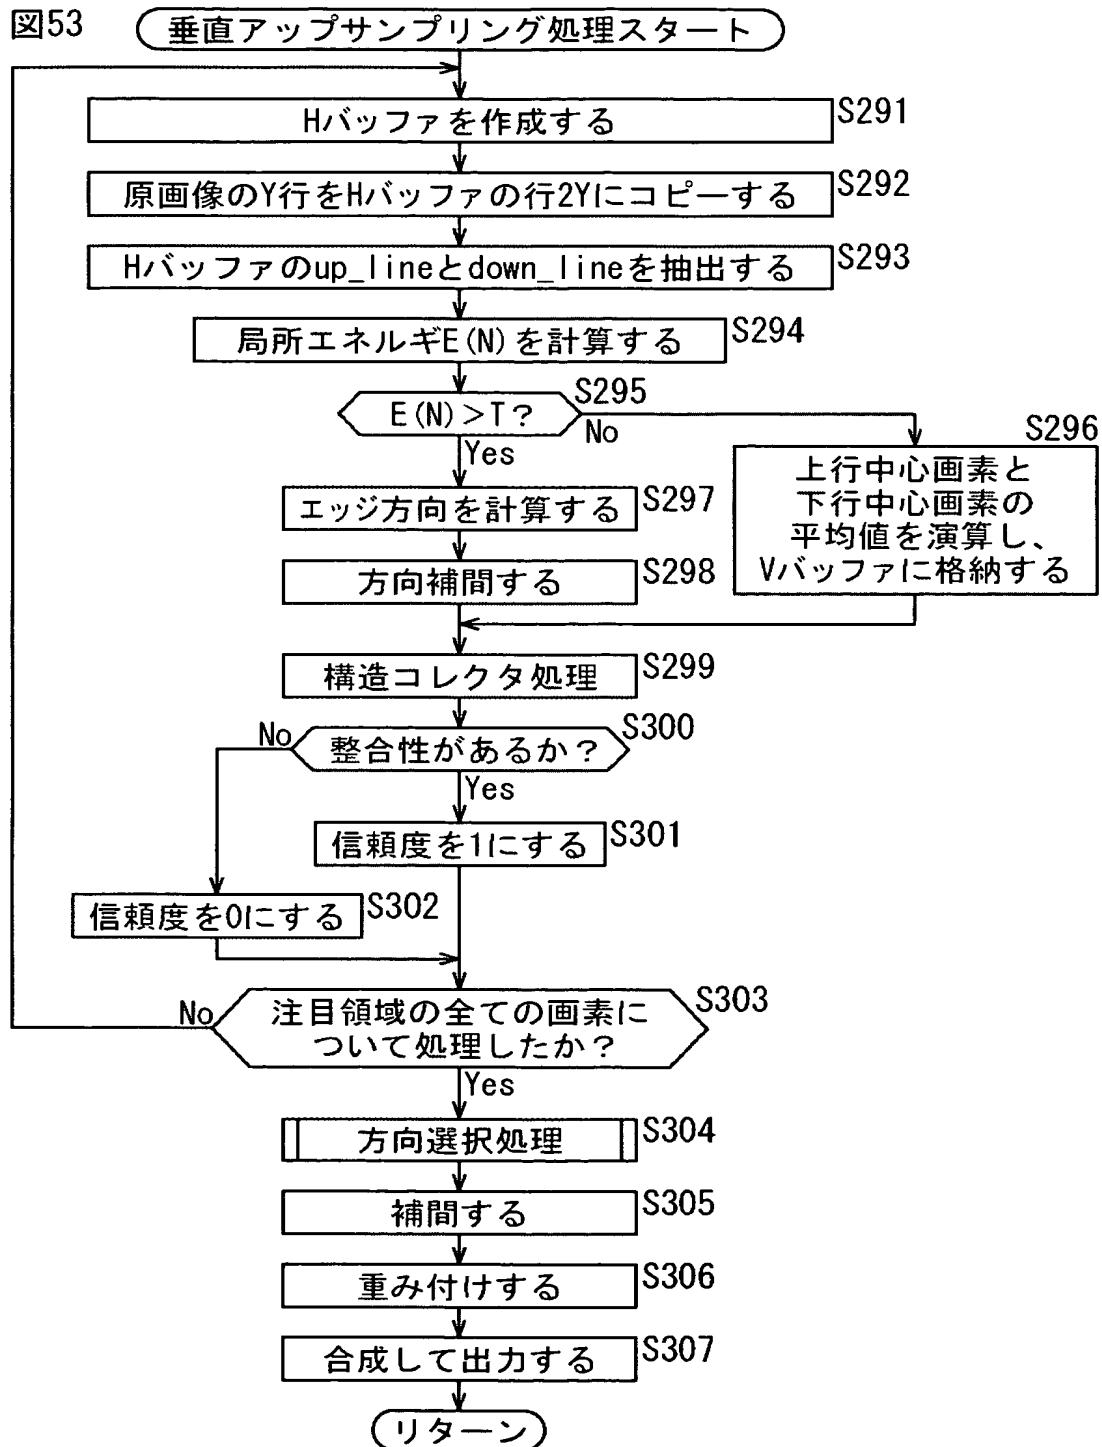 図53
垂直アップサンプリング処理スタート
Hバッファを作成する
S291
原画像のY行をHバッファの行2Yにコピーする
S292
Hバッファのup_lineとdown_lineを抽出する
S293
局所エネルギE(N)を計算する
S294
E(N)>T?
S295
No
Yes
S296
上行中心画素と
下行中心画素の
平均値を演算し、
Vバッファに格納する
エッジ方向を計算する
S297
方向補間する
S298
構造コレクタ処理
S299
整合性があるか?
S300
No
Yes
信頼度を1にする
S301
信頼度を0にする
S302
注目領域の全ての画素に
ついて処理したか?
S303
No
Yes
方向選択処理
S304
補間する
S305
重み付けする
S306
合成して出力する
S307
リターン